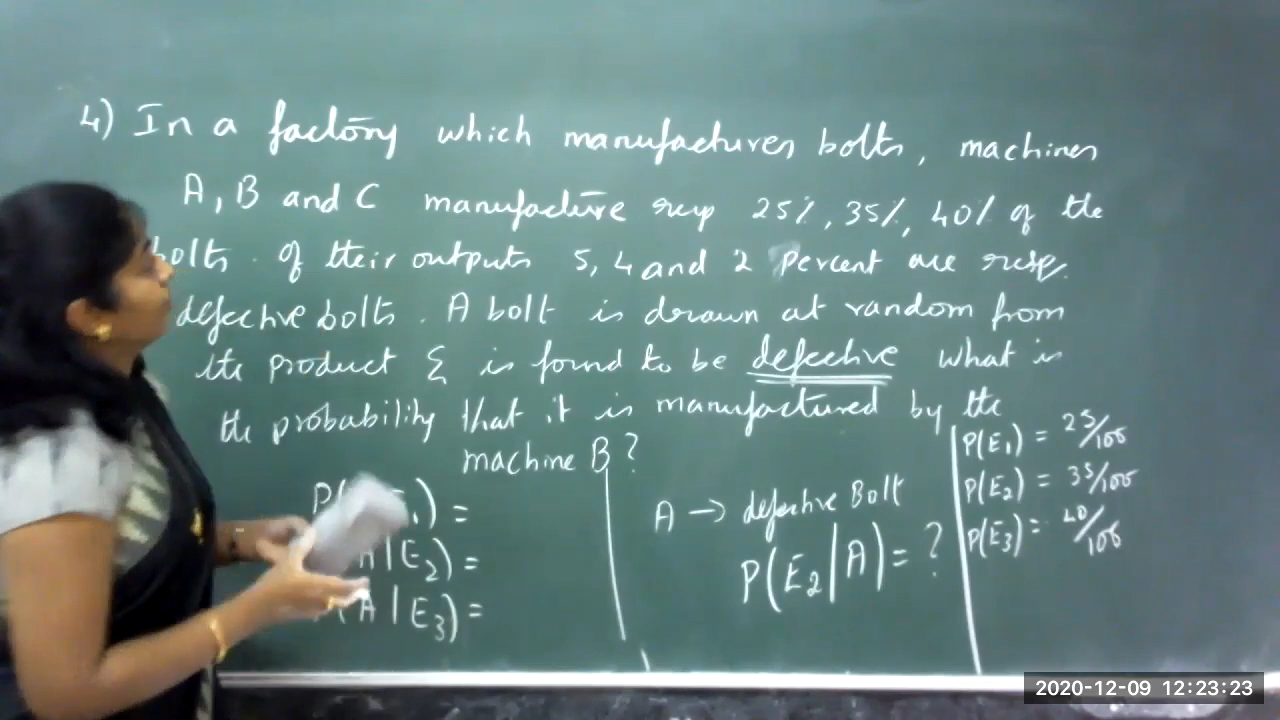 4) In a factory which manufactures bolts, machines
A, B and C manufacture resp 25%, 35%, 40% of the
bolts. Of their outputs 5, 4 and 2 Percent are resp.
defective bolts. A bolt is drawn at random from
the product & is found to be defective what is
the probability that it is manufactured by the
machine B?
P( E1) =
A|E2) =
P(A|E3) =
A → defective Bolt
P(E2|A) = ?
P(E1) = 25/100
P(E2) = 35/100
P(E3) = 40/100
2020-12-09 12:23:23